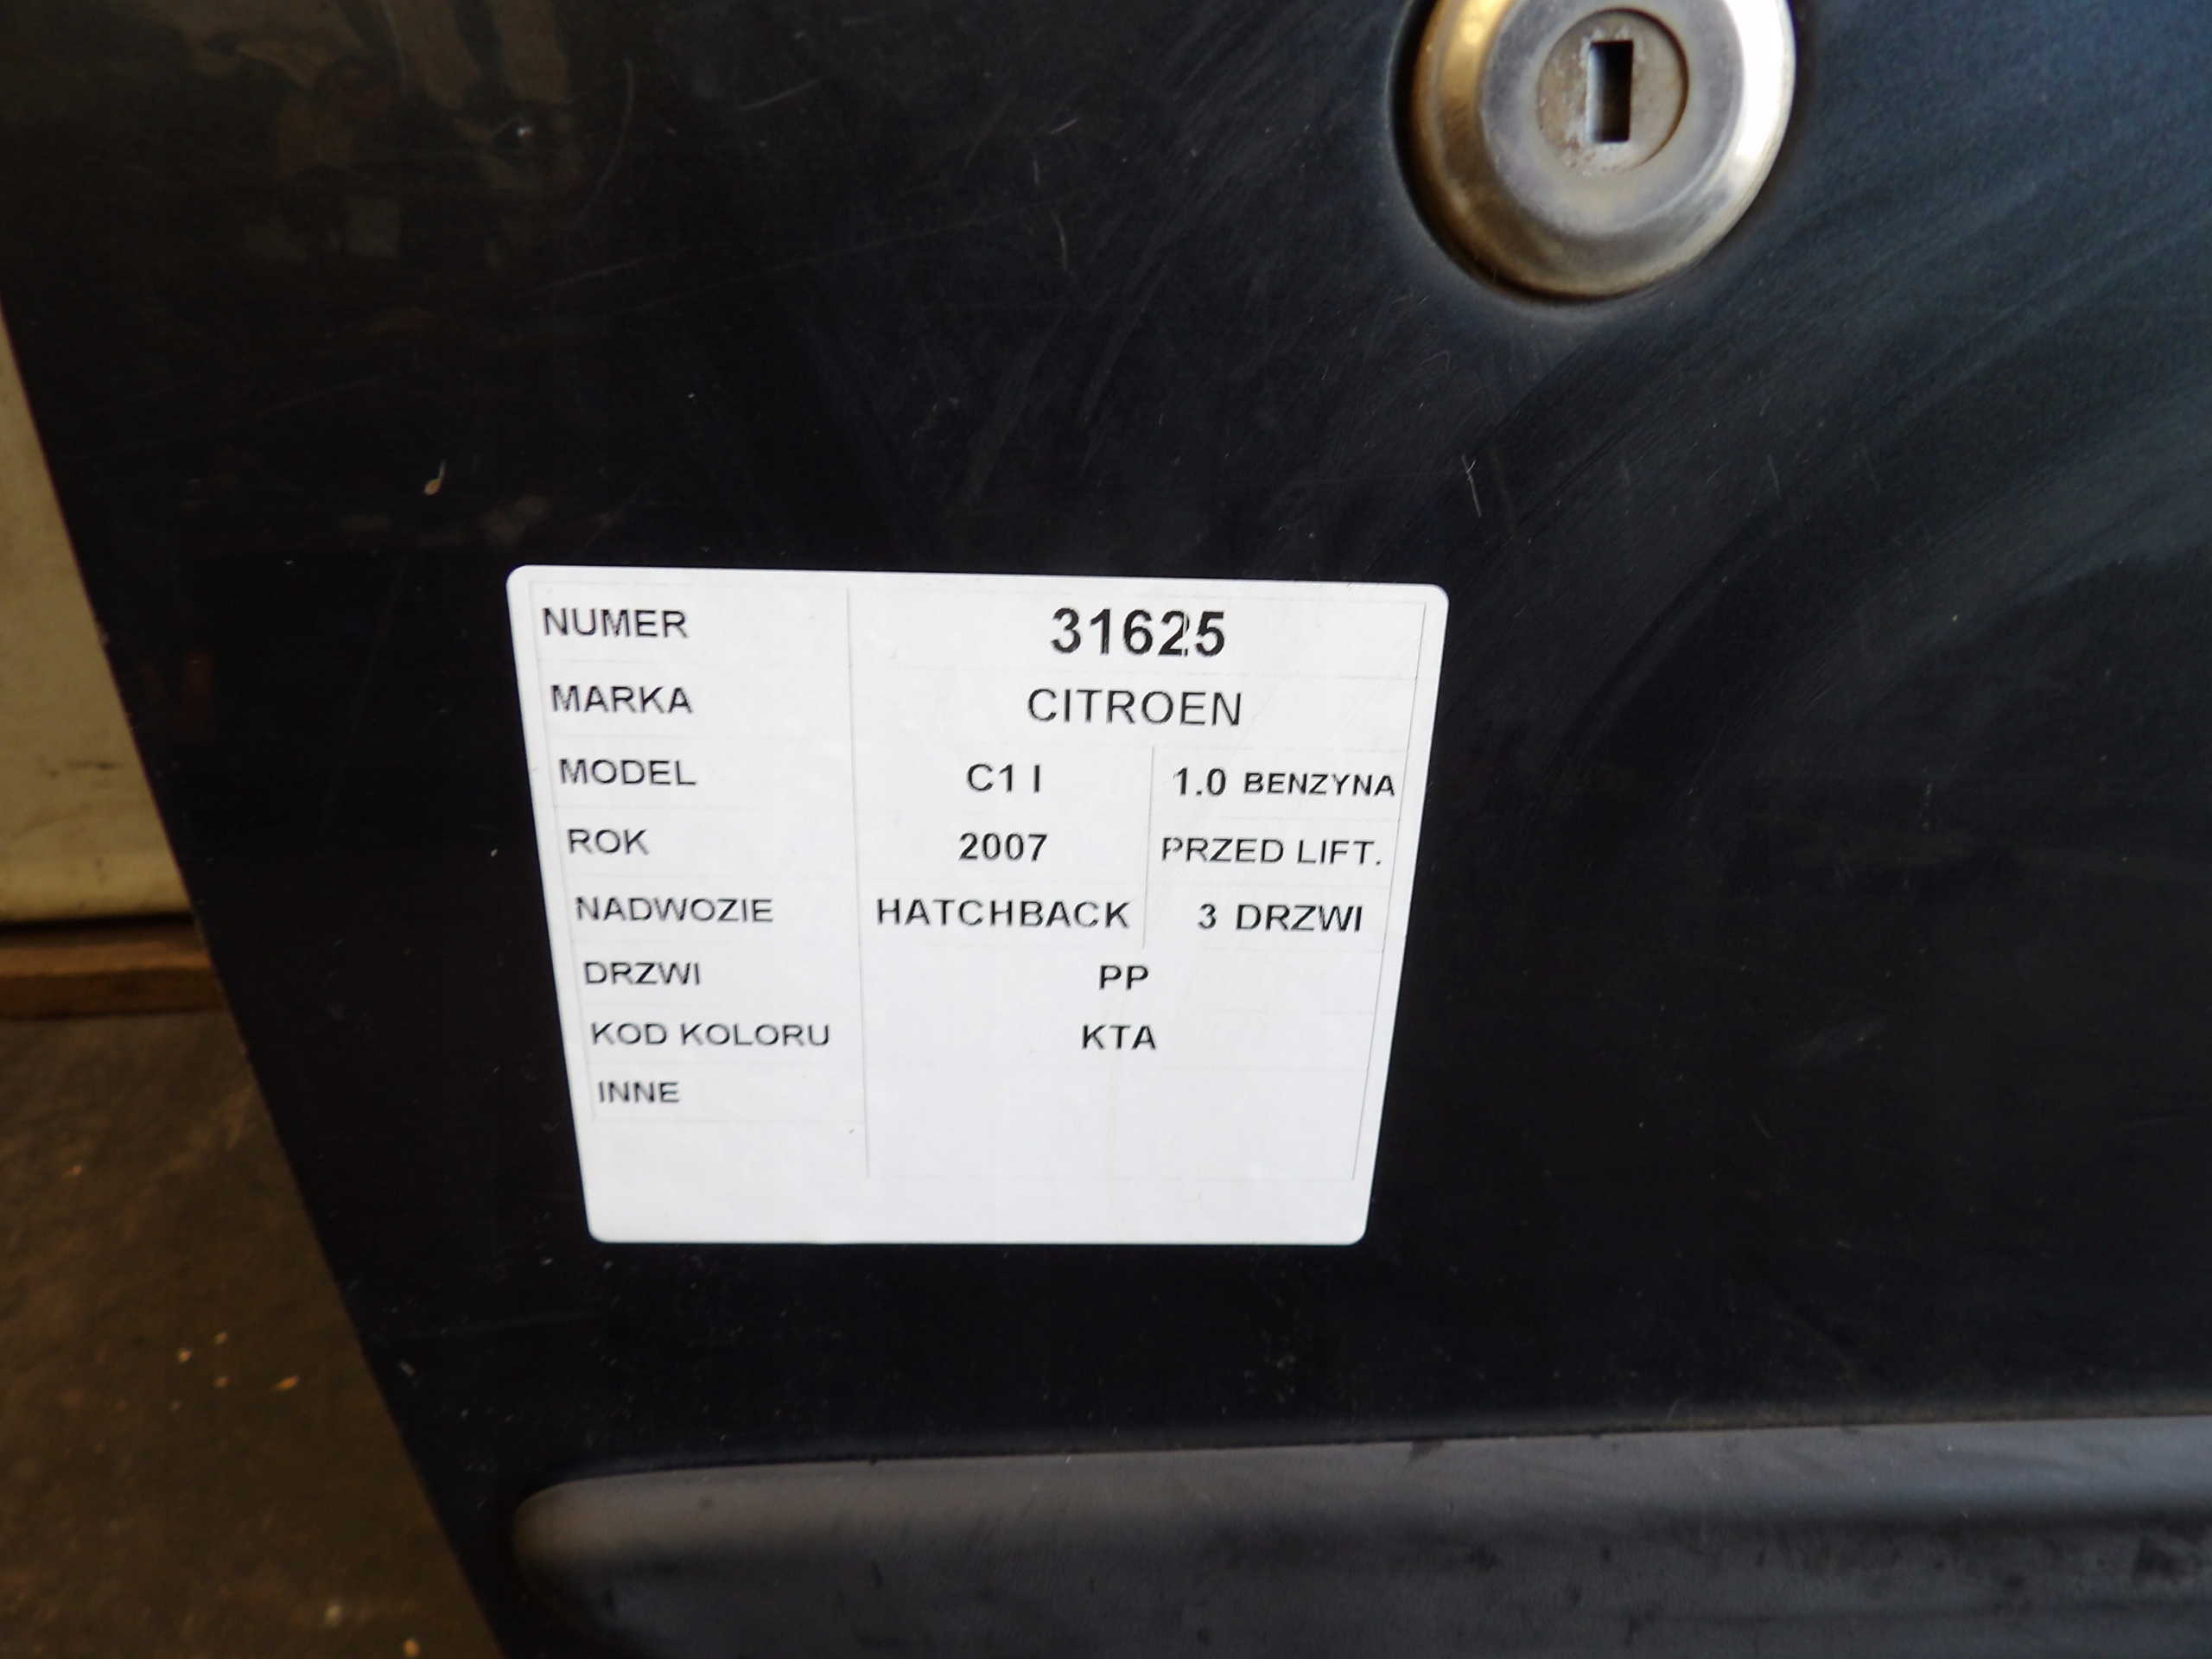 NUMER 31625
MARKA CITROEN
MODEL C1 I 1.0 BENZYNA
ROK 2007 PRZED LIFT.
NADWOZIE HATCHBACK 3 DRZWI
DRZWI PP
KOD KOLORU KTA
INNE